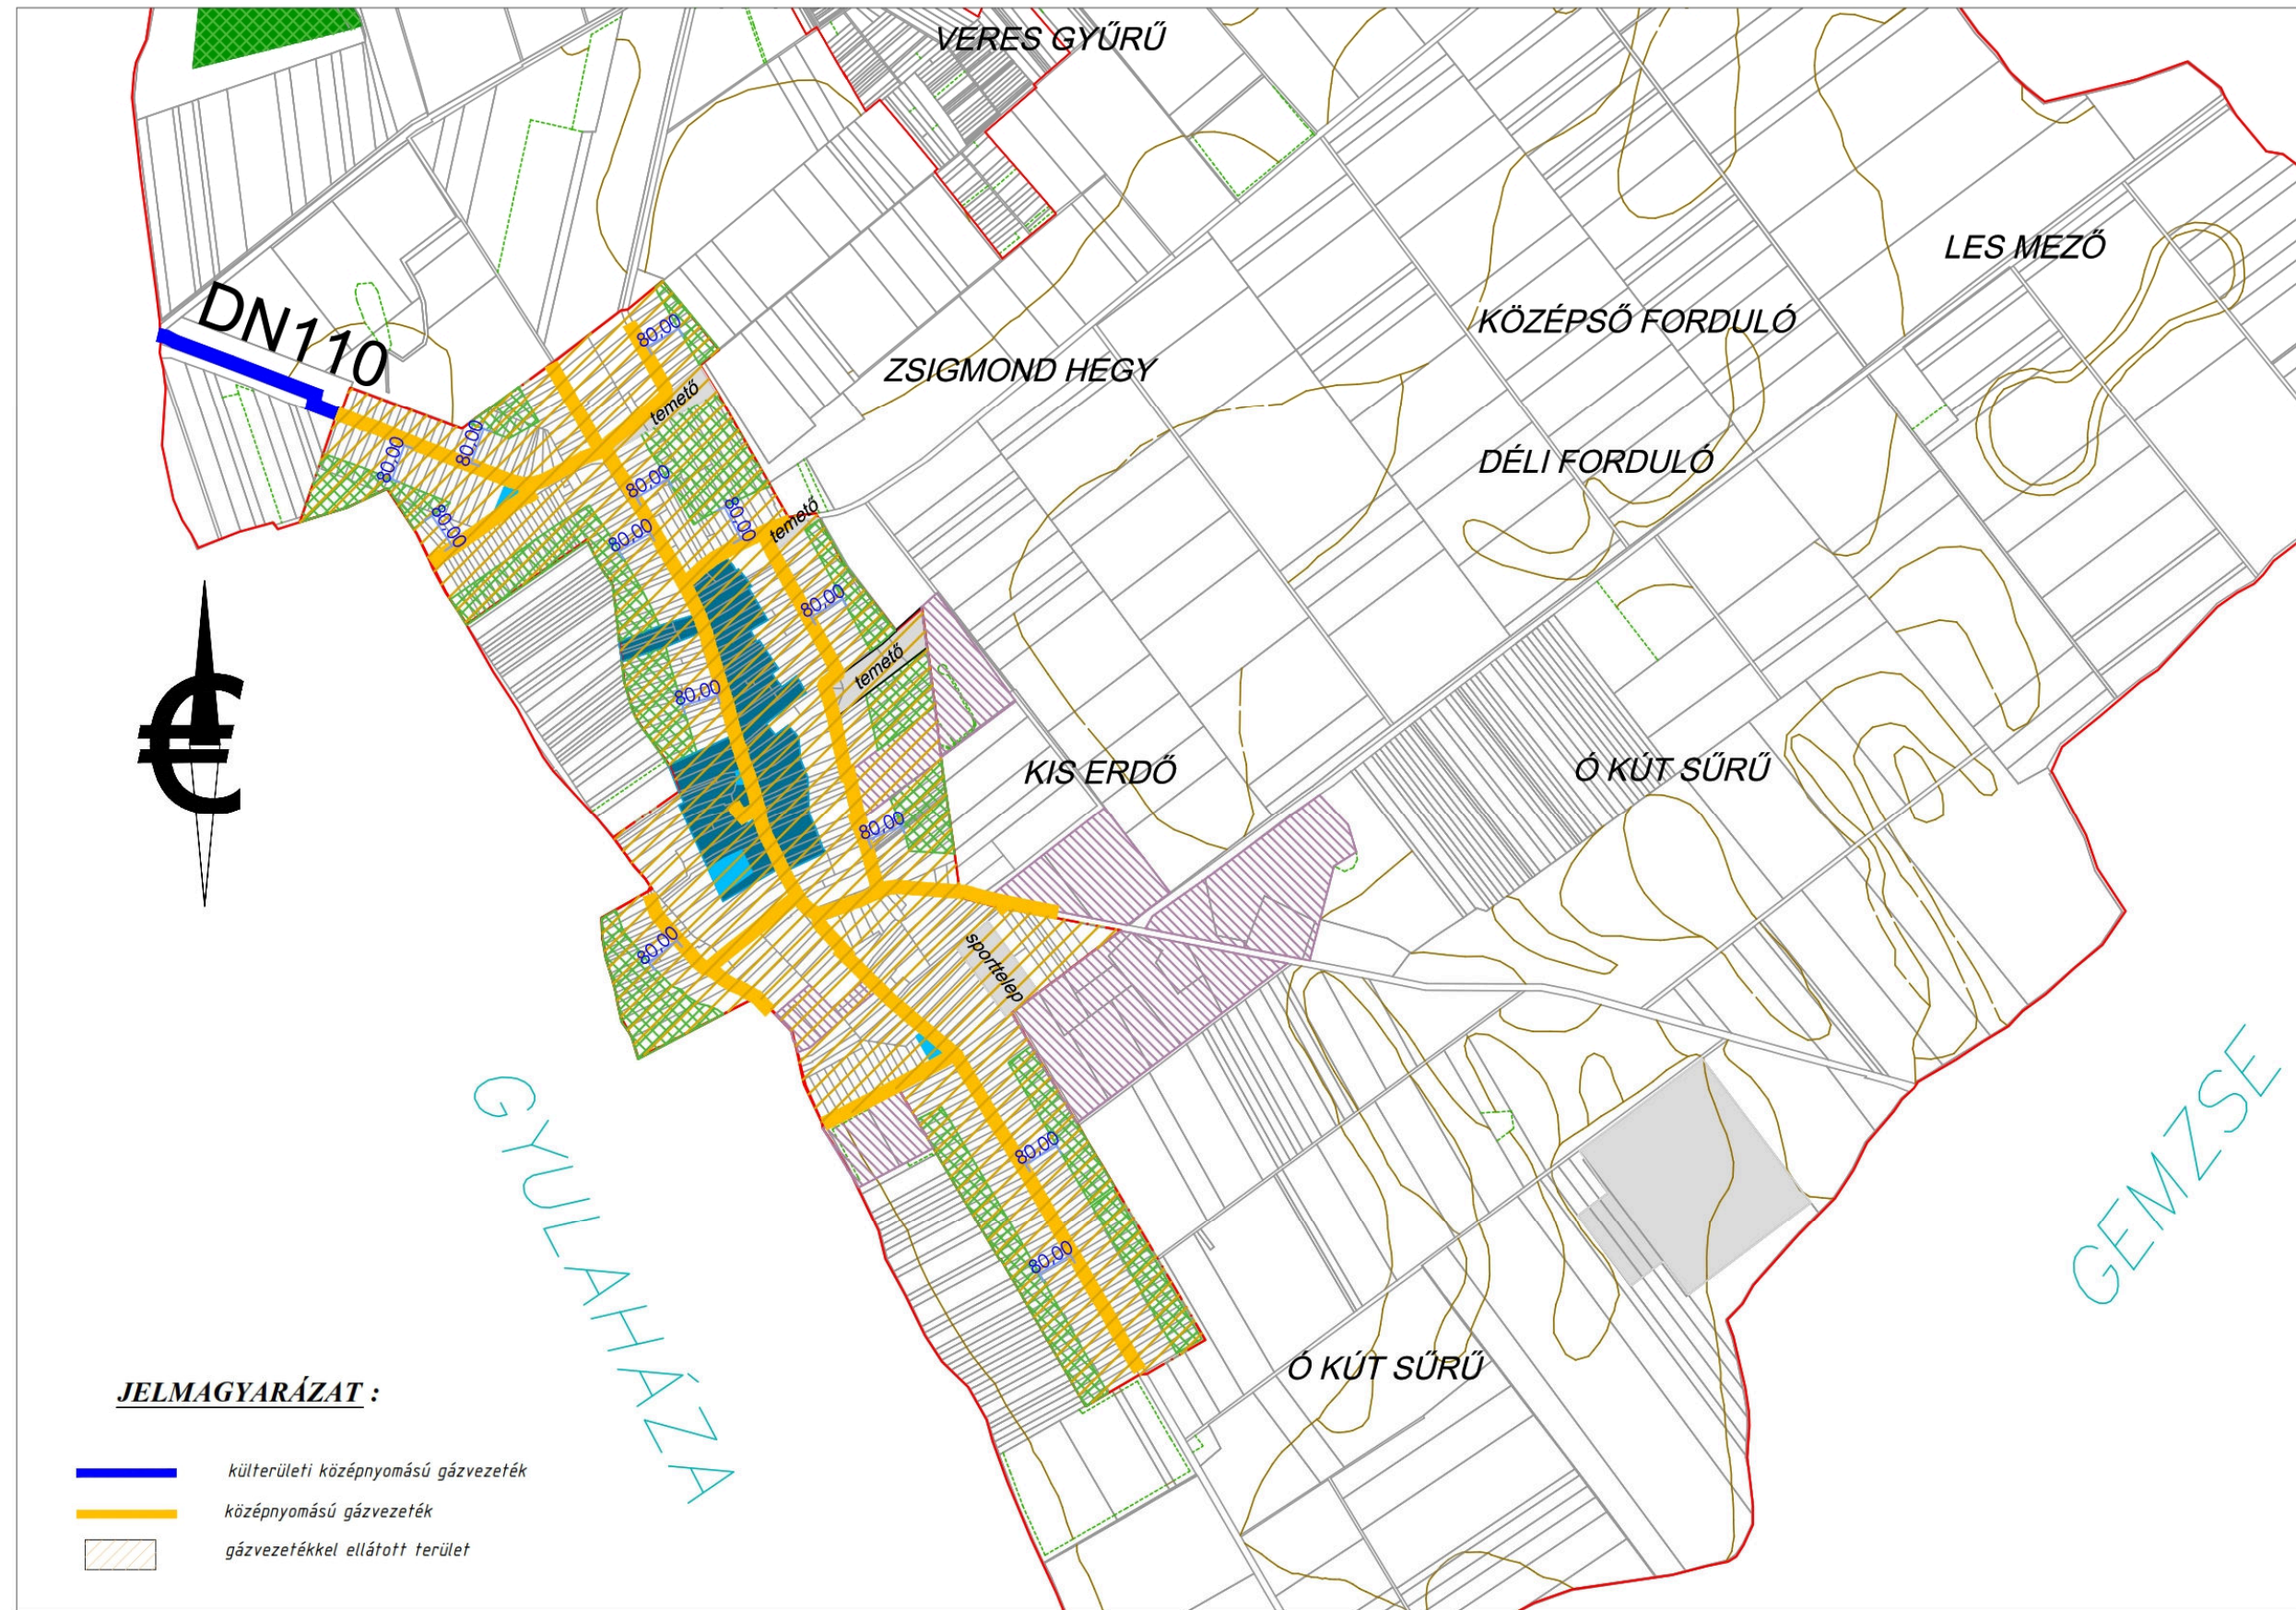 VERES GYŰRŰ
LES MEZŐ
DN110
KÖZÉPSŐ FORDULÓ
80,00
ZSIGMOND HEGY
temető
80,00
80,00
DÉLI FORDULÓ
80,00
80,00
temető
80,00
80,00
80,00
temető
80,00
KIS ERDŐ
Ó KÚT SŰRŰ
80,00
80,00
sporttelep
GYULAHÁZA
GEMZSE
80,00
80,00
Ó KÚT SŰRŰ
JELMAGYARÁZAT :
külterületi középnyomású gázvezeték
középnyomású gázvezeték
gázvezetékkel ellátott terület